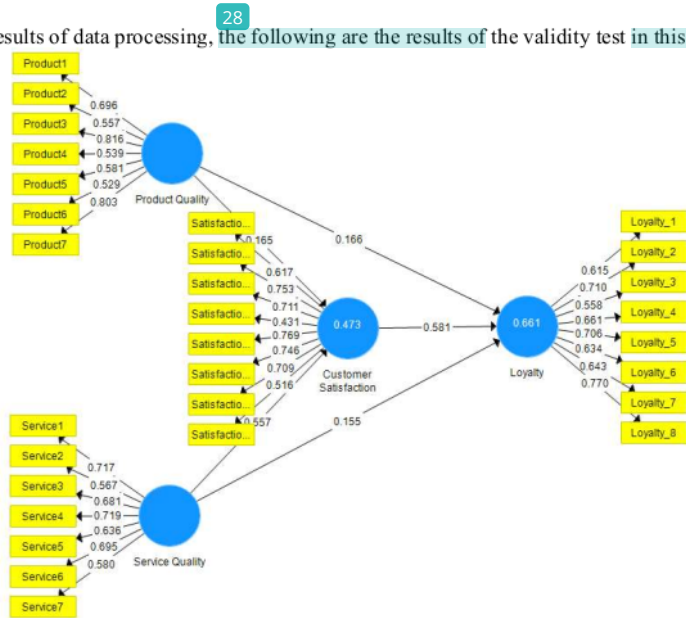 28
esults of data processing, the following are the results of the validity test in this
Product1
Product2
Product3
Product4
Product5
Product6
Product7
0.696
0.557
0.816
0.539
0.581
0.529
0.803
Product Quality
Satisfactio...
Satisfactio...
Satisfactio...
Satisfactio...
Satisfactio...
Satisfactio...
Satisfactio...
Satisfactio...
0.165
0.617
0.753
0.711
0.431
0.769
0.746
0.709
0.516
0.557
0.473
Customer
Satisfaction
0.166
0.581
0.155
0.661
Loyalty
0.615
0.710
0.558
0.661
0.706
0.634
0.643
0.770
Loyalty_1
Loyalty_2
Loyalty_3
Loyalty_4
Loyalty_5
Loyalty_6
Loyalty_7
Loyalty_8
Service1
Service2
Service3
Service4
Service5
Service6
Service7
0.717
0.567
0.681
0.719
0.636
0.695
0.580
Service Quality